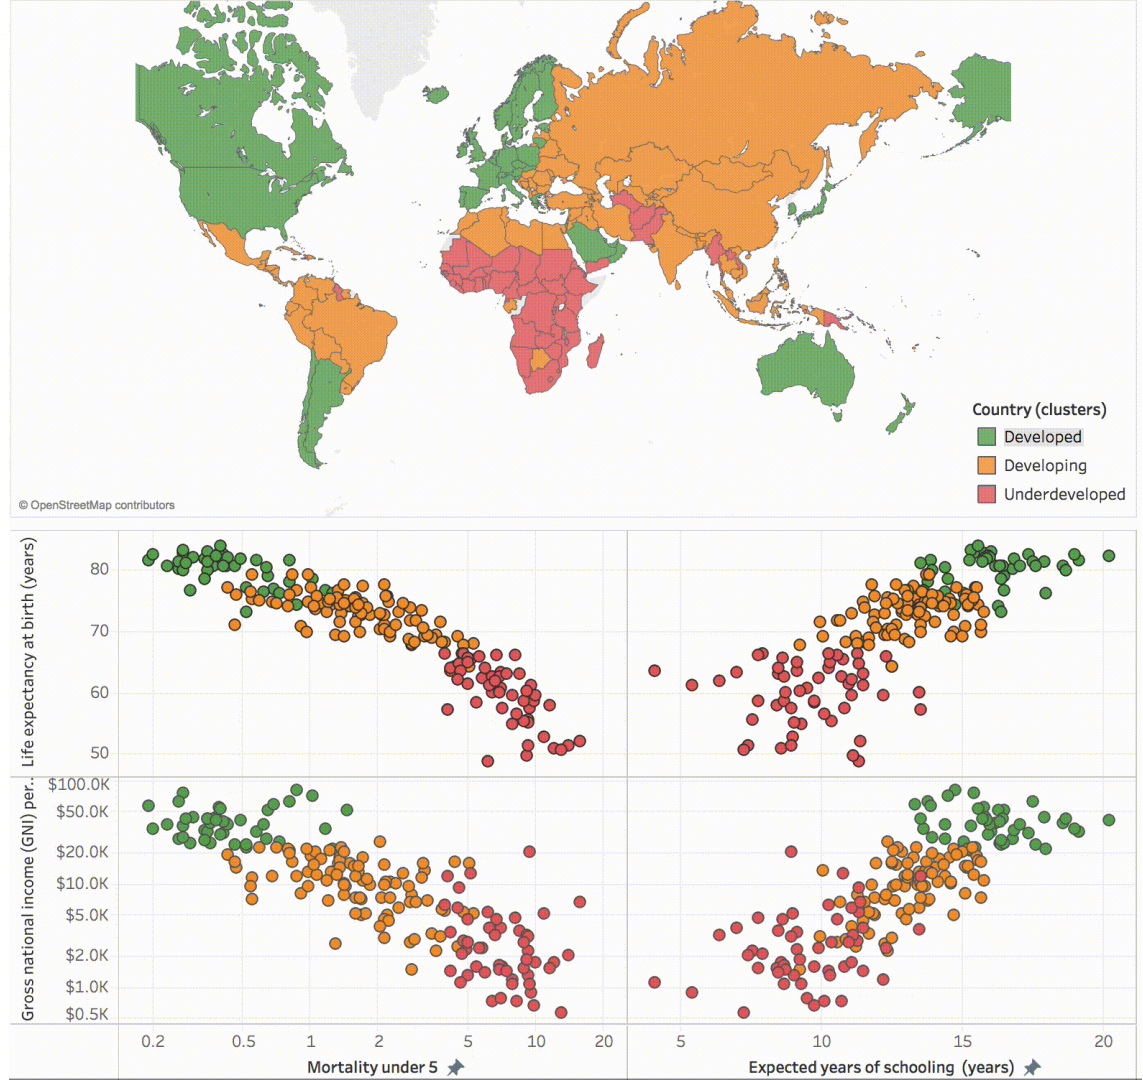 Country (clusters)
Developed
Developing
Underdeveloped
© OpenStreetMap contributors
Life expectancy at birth (years)
80
70
60
50
Gross national income (GNI) per..
$100.0K
$50.0K
$20.0K
$10.0K
$5.0K
$2.0K
$1.0K
$0.5K
0.2 0.5 1 2 5 10 20 5 10 15 20
Mortality under 5 Expected years of schooling (years)